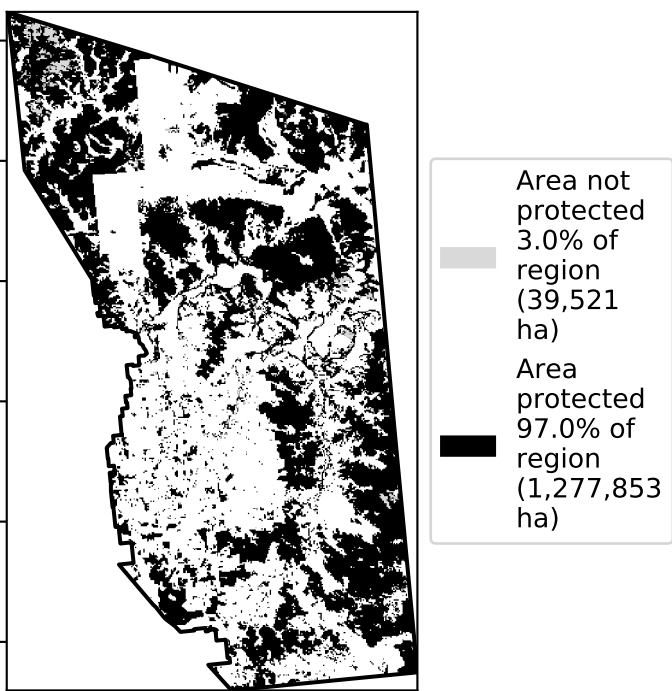 Area not
protected
3.0% of
region
(39,521
ha)
Area
protected
97.0% of
region
(1,277,853
ha)